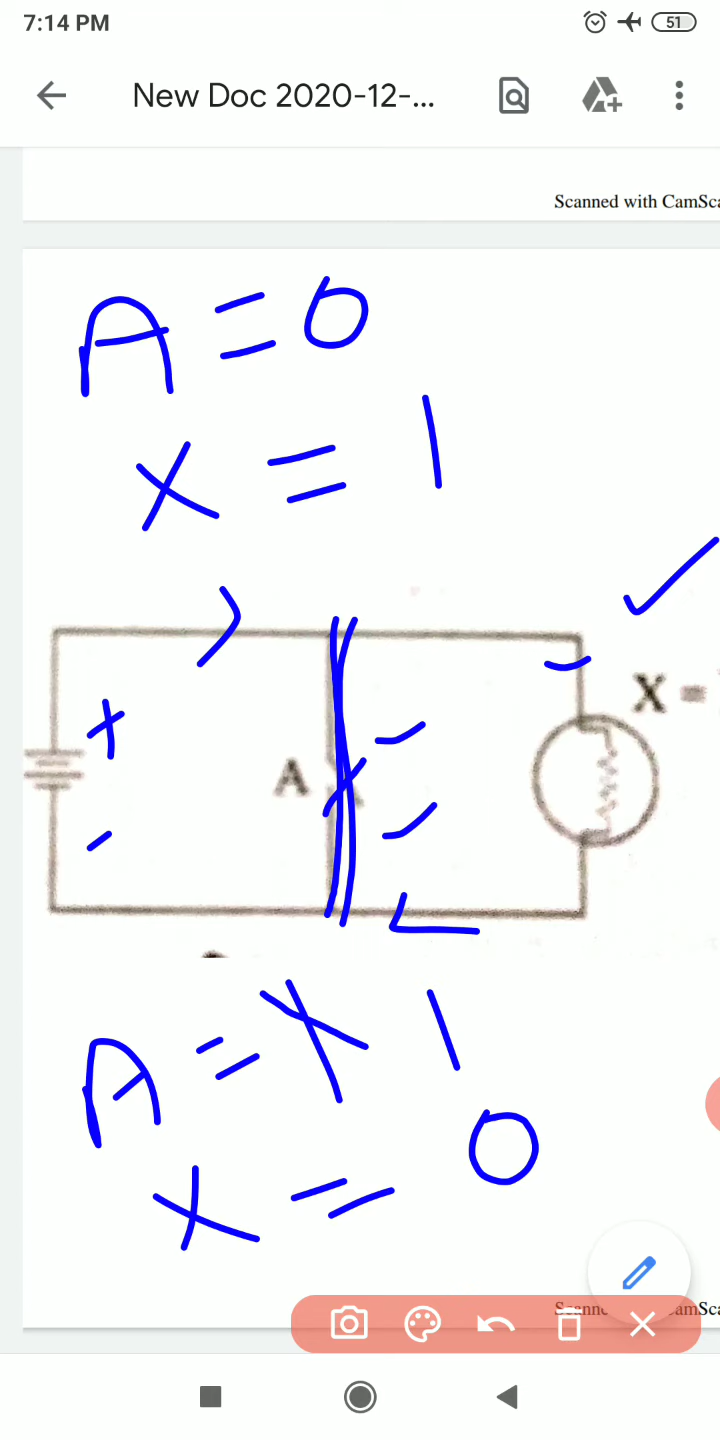 7:14 PM
51
New Doc 2020-12-...
Scanned with CamSca
A = 0
x = 1
+
X =
A
-
A = 1
x = 0